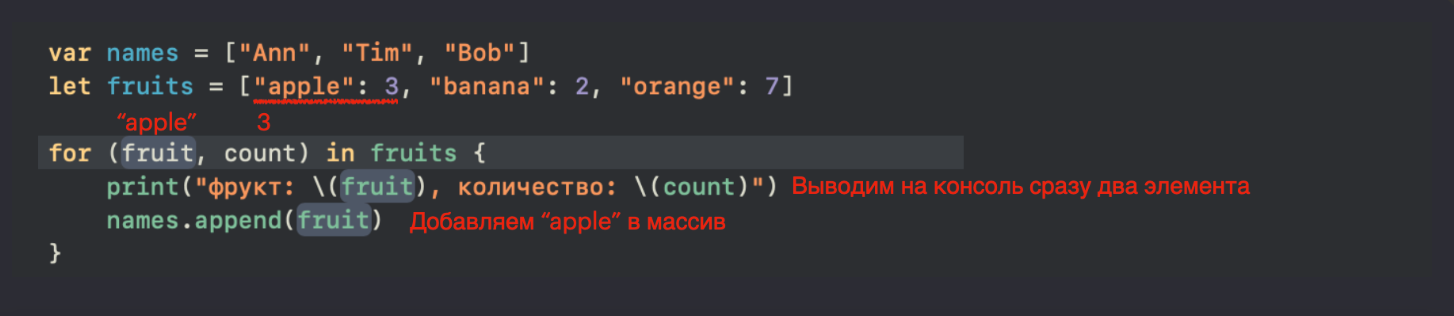 var names = ["Ann", "Tim", "Bob"]
let fruits = ["apple": 3, "banana": 2, "orange": 7]
“apple” 3
for (fruit, count) in fruits {
print("фрукт: \(fruit), количество: \(count)") Выводим на консоль сразу два элемента
names.append(fruit) Добавляем “apple” в массив
}